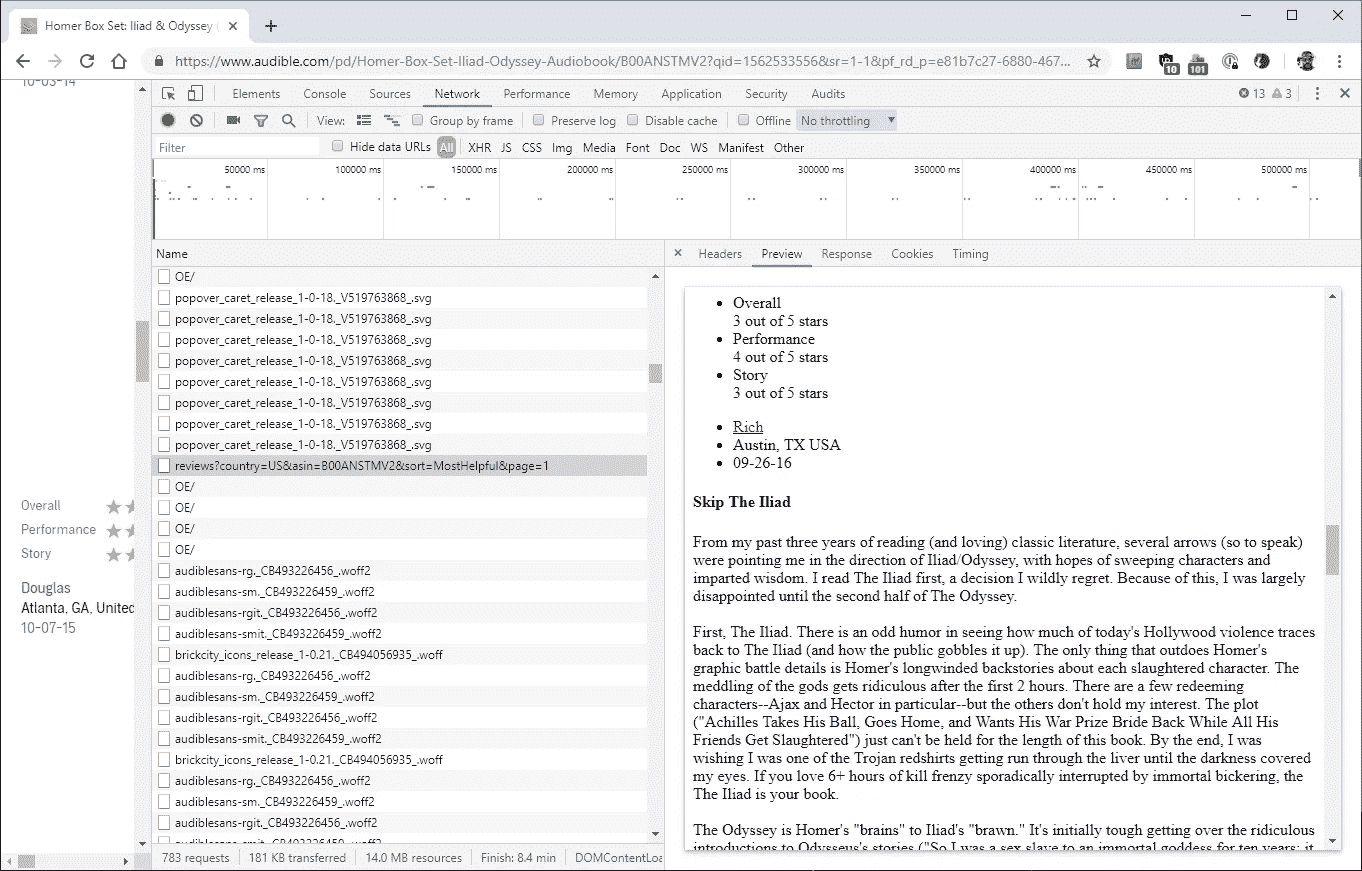 Homer Box Set: Iliad & Odyssey (
https://www.audible.com/pd/Homer-Box-Set-Iliad-Odyssey-Audiobook/B00ANSTMV2?qid=1562533556&sr=1-1&pf_rd_p=e81b7c27-6880-467...
10
101
10-03-14
Overall
Performance
Story
Douglas
Atlanta, GA, United
10-07-15
Elements Console Sources Network Performance Memory Application Security Audits 13 3
View: Group by frame Preserve log Disable cache Offline No throttling
Filter Hide data URLs All XHR JS CSS Img Media Font Doc WS Manifest Other
50000 ms 100000 ms 150000 ms 200000 ms 250000 ms 300000 ms 350000 ms 400000 ms 450000 ms 500000 ms
Name
OE/
popover_caret_release_1-0-18._V519763868_.svg
popover_caret_release_1-0-18._V519763868_.svg
popover_caret_release_1-0-18._V519763868_.svg
popover_caret_release_1-0-18._V519763868_.svg
popover_caret_release_1-0-18._V519763868_.svg
popover_caret_release_1-0-18._V519763868_.svg
popover_caret_release_1-0-18._V519763868_.svg
popover_caret_release_1-0-18._V519763868_.svg
reviews?country=US&asin=B00ANSTMV2&sort=MostHelpful&page=1
OE/
OE/
OE/
OE/
audiblesans-rg._CB493226456_.woff2
audiblesans-sm._CB493226459_.woff2
audiblesans-rgit._CB493226456_.woff2
audiblesans-smit._CB493226459_.woff2
brickcity_icons_release_1-0.21._CB494056935_.woff
audiblesans-rg._CB493226456_.woff2
audiblesans-sm._CB493226459_.woff2
audiblesans-rgit._CB493226456_.woff2
audiblesans-smit._CB493226459_.woff2
brickcity_icons_release_1-0.21._CB494056935_.woff
audiblesans-rg._CB493226456_.woff2
audiblesans-sm._CB493226459_.woff2
audiblesans-rgit._CB493226456_.woff2
783 requests 181 KB transferred 14.0 MB resources Finish: 8.4 min DOMContentLoa
Headers Preview Response Cookies Timing
Overall
3 out of 5 stars
Performance
4 out of 5 stars
Story
3 out of 5 stars
Rich
Austin, TX USA
09-26-16
Skip The Iliad
From my past three years of reading (and loving) classic literature, several arrows (so to speak)
were pointing me in the direction of Iliad/Odyssey, with hopes of sweeping characters and
imparted wisdom. I read The Iliad first, a decision I wildly regret. Because of this, I was largely
disappointed until the second half of The Odyssey.
First, The Iliad. There is an odd humor in seeing how much of today's Hollywood violence traces
back to The Iliad (and how the public gobbles it up). The only thing that outdoes Homer's
graphic battle details is Homer's longwinded backstories about each slaughtered character. The
meddling of the gods gets ridiculous after the first 2 hours. There are a few redeeming
characters--Ajax and Hector in particular--but the others don't hold my interest. The plot
("Achilles Takes His Ball, Goes Home, and Wants His War Prize Bride Back While All His
Friends Get Slaughtered") just can't be held for the length of this book. By the end, I was
wishing I was one of the Trojan redshirts getting run through the liver until the darkness covered
my eyes. If you love 6+ hours of kill frenzy sporadically interrupted by immortal bickering, the
The Iliad is your book.
The Odyssey is Homer's "brains" to Iliad's "brawn." It's initially tough getting over the ridiculous
introductions to Odysseus's stories ("So I was a sex slave to an immortal goddess for ten years; it